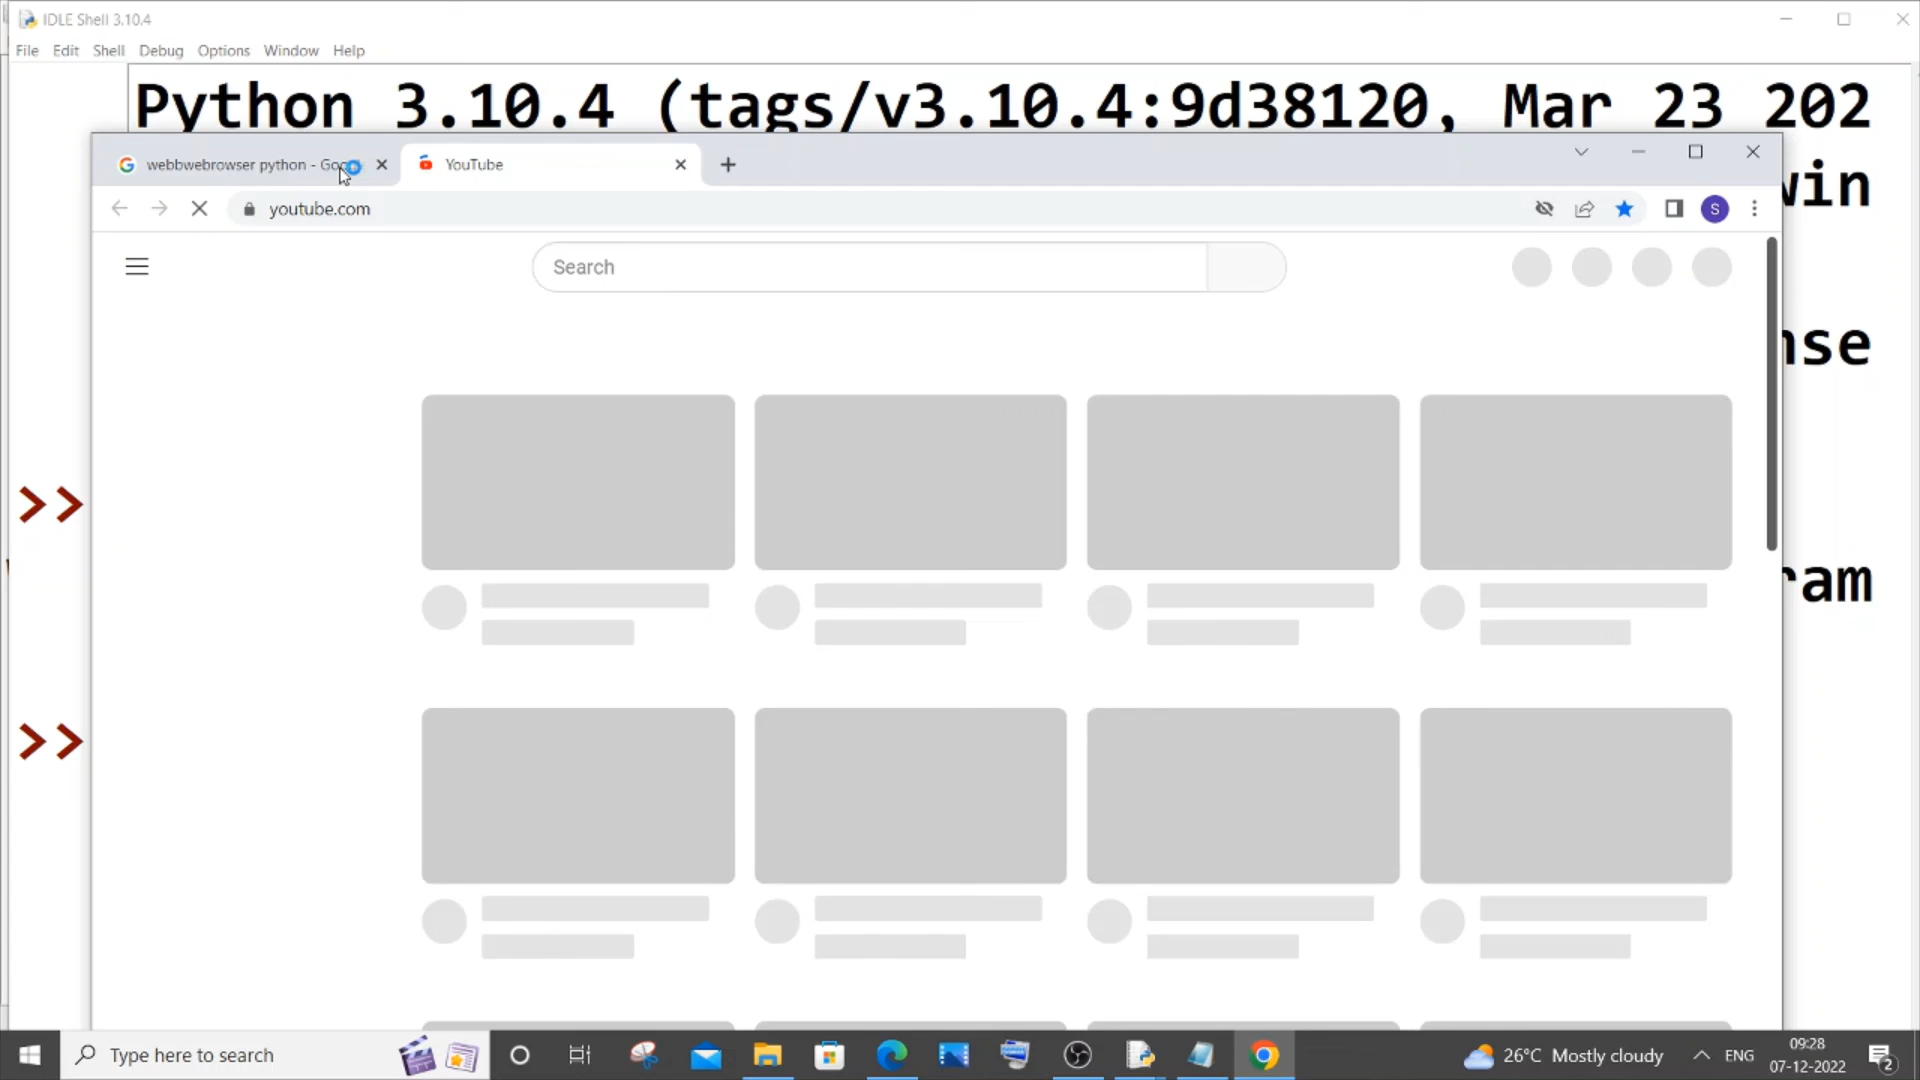 IDLE Shell 3.10.4
File Edit Shell Debug Options Window Help
Python 3.10.4 (tags/v3.10.4:9d38120, Mar 23 202
webbwebrowser python - Goo
YouTube
win
youtube.com
S
Search
nse
>>
ram
>>
Type here to search
26°C Mostly cloudy
ENG
09:28
07-12-2022
2